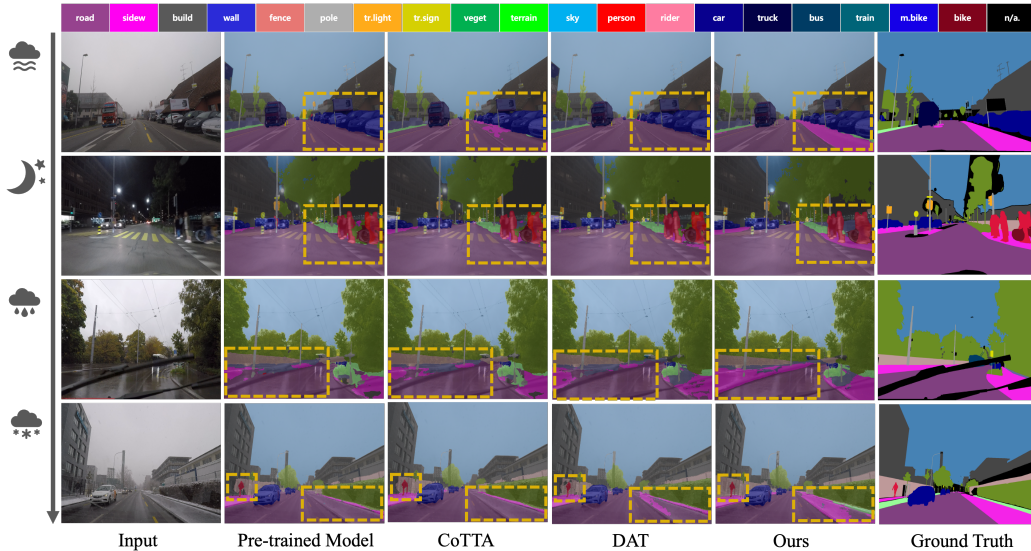 road sidew build wall fence pole tr.light tr.sign veget terrain sky person rider car truck bus train m.bike bike n/a.
Input Pre-trained Model CoTTA DAT Ours Ground Truth